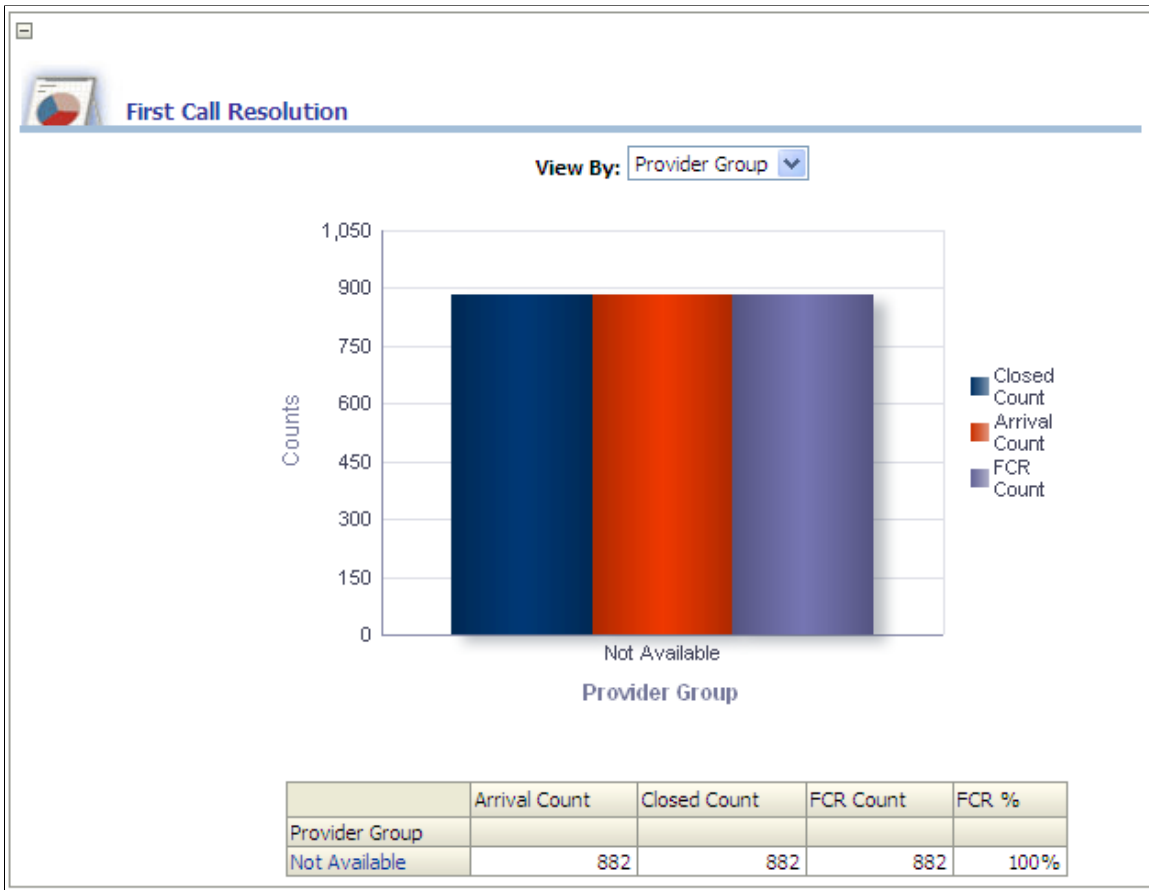 First Call Resolution
View By: Provider Group
1,050
900
750
600
450
300
150
0
Counts
Not Available
Provider Group
Closed
Count
Arrival
Count
FCR
Count
Arrival Count Closed Count FCR Count FCR %
Provider Group
Not Available 882 882 882 100%